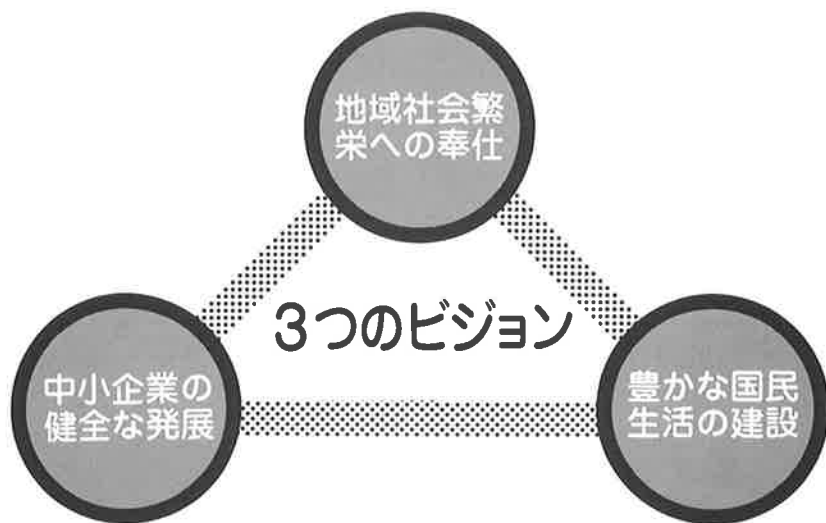 地域社会繁
栄への奉仕
3つのビジョン
中小企業の
健全な発展
豊かな国民
生活の建設